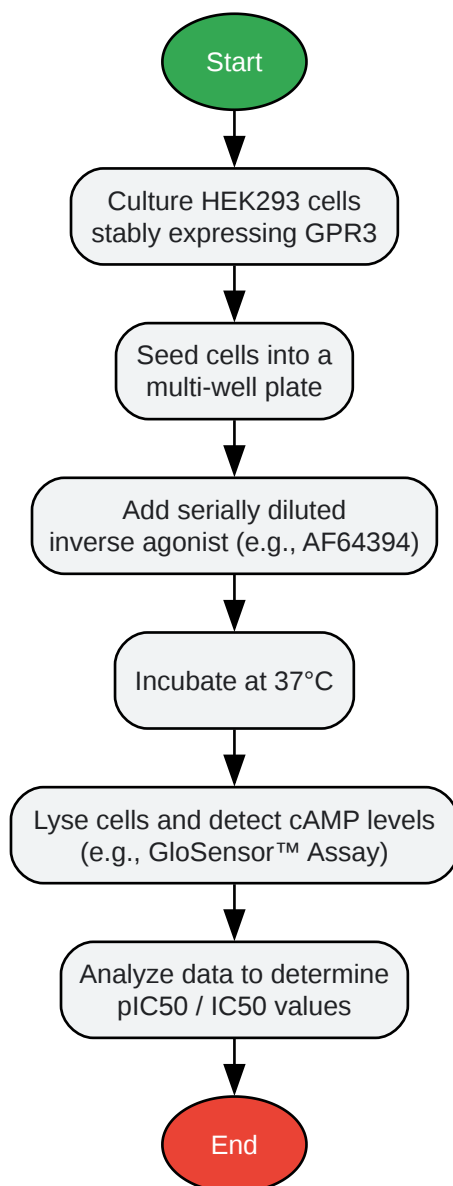 Start
Culture HEK293 cells
stably expressing GPR3
Seed cells into a
multi-well plate
Add serially diluted
inverse agonist (e.g., AF64394)
Incubate at 37°C
Lyse cells and detect cAMP levels
(e.g., GloSensor™ Assay)
Analyze data to determine
pIC50 / IC50 values
End